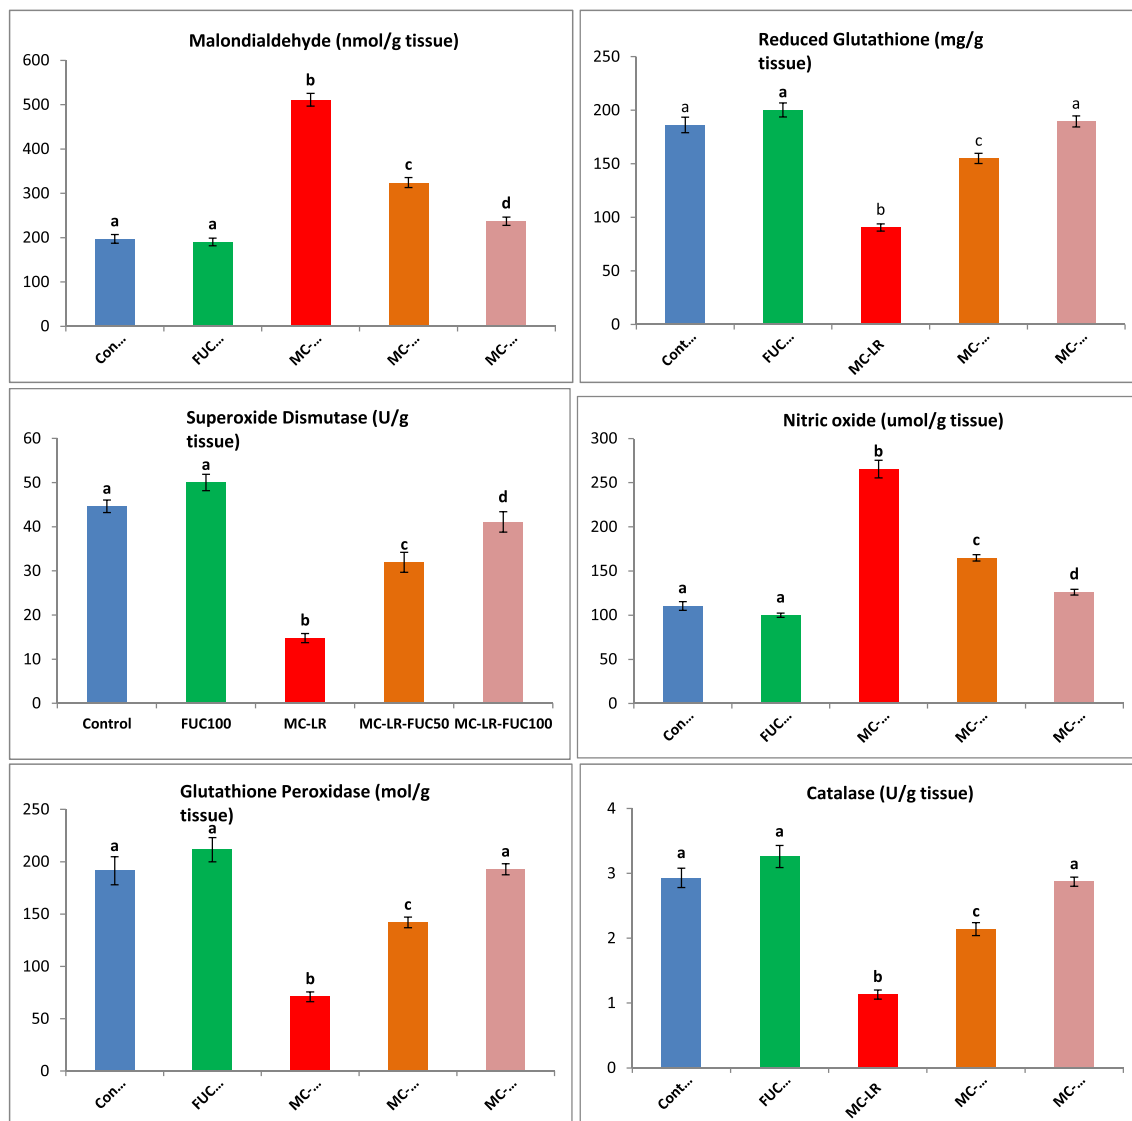 Malondialdehyde (nmol/g tissue)
600
500
400
300
200
100
0
a
a
b
c
d
Con...
FUC...
MC-...
MC-...
MC-...
Reduced Glutathione (mg/g
tissue)
250
200
150
100
50
0
a
a
b
c
a
Cont...
FUC...
MC-LR
MC-...
MC-...
Superoxide Dismutase (U/g
tissue)
60
50
40
30
20
10
0
a
a
b
c
d
Control
FUC100
MC-LR
MC-LR-FUC50
MC-LR-FUC100
Nitric oxide (umol/g tissue)
300
250
200
150
100
50
0
a
a
b
c
d
Con...
FUC...
MC-...
MC-...
MC-...
Glutathione Peroxidase (mol/g
tissue)
250
200
150
100
50
0
a
a
b
c
a
Con...
FUC...
MC-...
MC-...
MC-...
Catalase (U/g tissue)
4
3
2
1
0
a
a
b
c
a
Cont...
FUC...
MC-LR
MC-...
MC-...